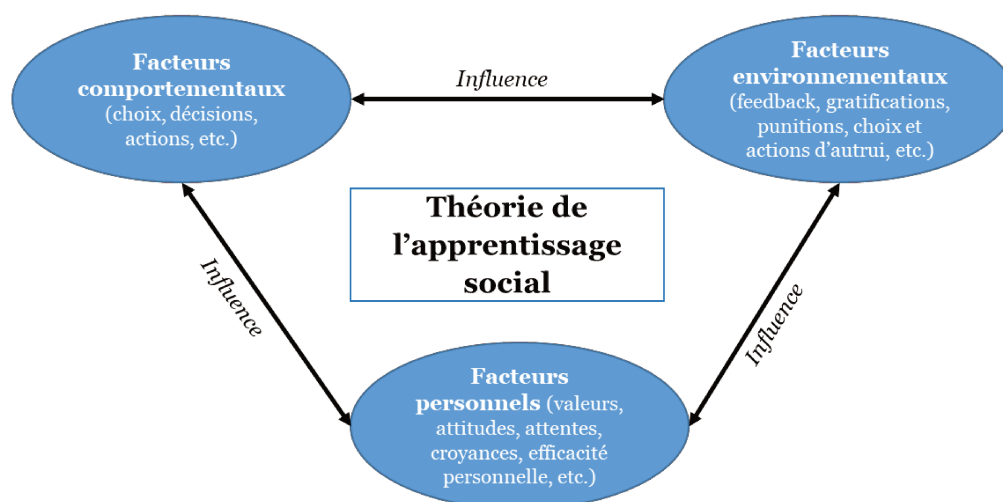 Facteurs
comportementaux
(choix, décisions,
actions, etc.)
Influence
Facteurs
environnementaux
(feedback, gratifications,
punitions, choix et
actions d’autrui, etc.)
Théorie de
l’apprentissage
social
Influence
Influence
Facteurs
personnels (valeurs,
attitudes, attentes,
croyances, efficacité
personnelle, etc.)